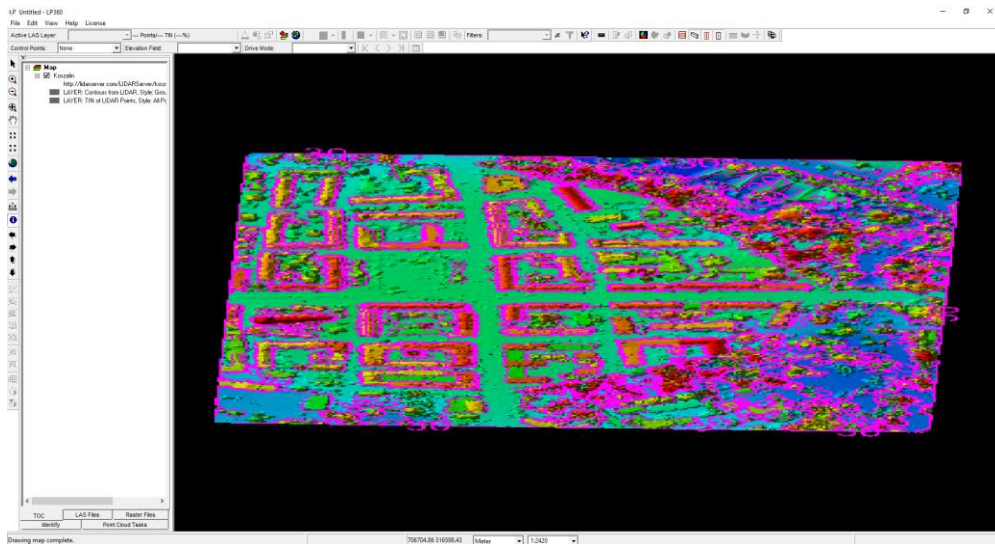 LP Untitled - LP360
File Edit View Help License
Active LAS Layer: --- Points/--- TIN (---%) Filters:
Control Points: None Elevation Field: Drive Mode:
Map
Koszalin
http://lidarserver.com/LIDARServer/kosz
LAYER: Contours from LIDAR, Style: Grou
LAYER: TIN of LIDAR Points, Style: All Po
30
30
30
TOC LAS Files Raster Files
Identify Point Cloud Tasks
Drawing map complete. 706704.86 316598.43 Meter 1:2420